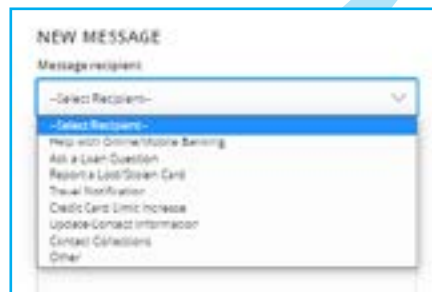 NEW MESSAGE
Message recipient
--Select Recipient--
--Select Recipient--
Help with Online/Mobile Banking
Ask a Loan Question
Report a Lost/Stolen Card
Travel Notification
Credit Card Limit Increase
Update Contact Information
Contact Collections
Other